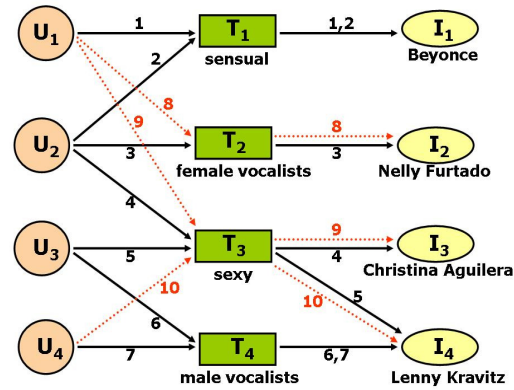 U1 1 T1 1,2 I1
sensual Beyonce
2
8
9
U2 3 T2 8 I2
3
female vocalists Nelly Furtado
4
U3 5 T3 9 I3
4
sexy Christina Aguilera
10 10 5
6
U4 7 T4 6,7 I4
male vocalists Lenny Kravitz